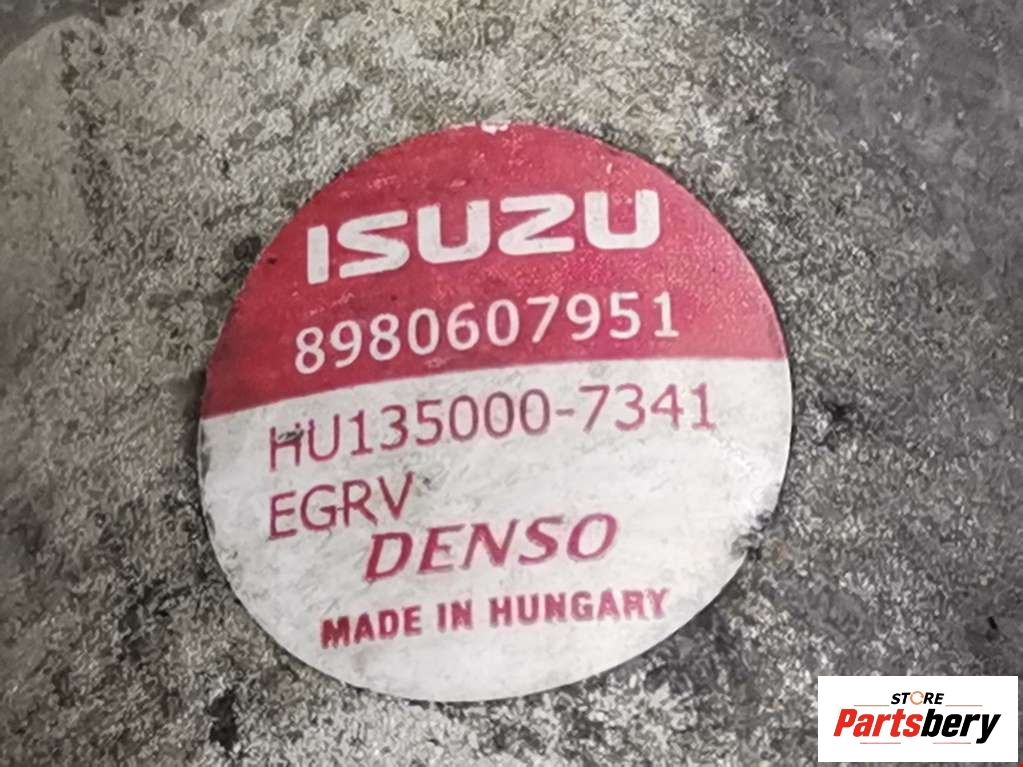 ISUZU
8980607951
HU135000-7341
EGRV
DENSO
MADE IN HUNGARY
STORE
Partsbery